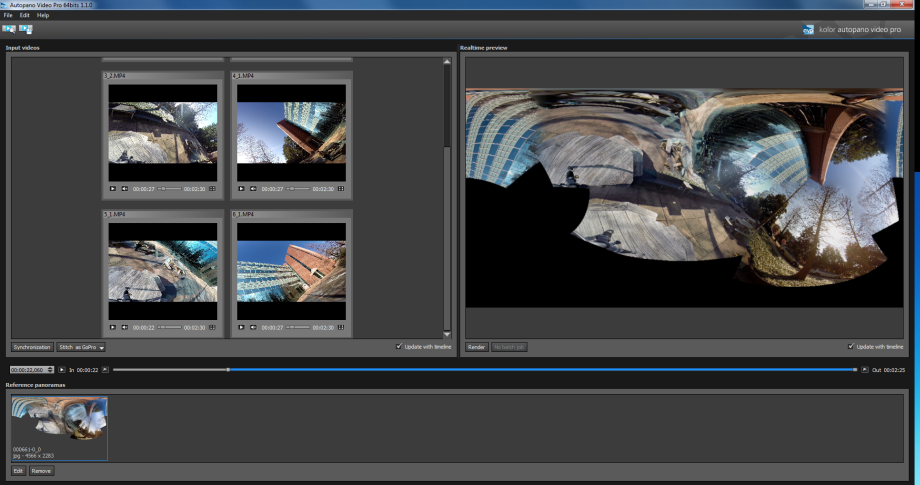 Autopano Video Pro 64bits 1.1.0
File Edit Help
kolor autopano video pro
Input videos
Realtime preview
3_2.MP4
4_1.MP4
00:00:27 00:02:30
00:00:27 00:02:30
5_1.MP4
6_1.MP4
00:00:22 00:02:30
00:00:27 00:02:30
Synchronization Stitch as GoPro
Update with timeline
Render No batch job
Update with timeline
00:00:22,060 In 00:00:22
Out 00:02:25
Reference panoramas
000661-0_0
jpg - 4566 x 2283
Edit Remove